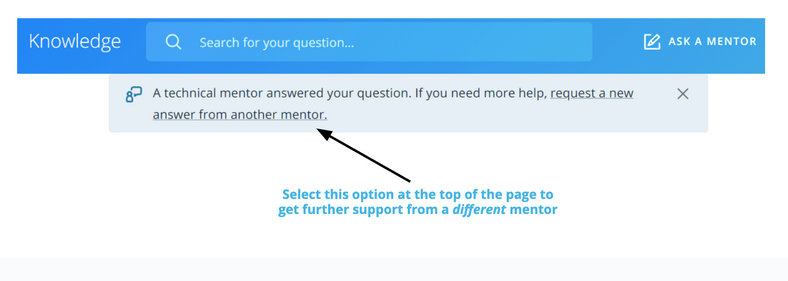 Knowledge
Search for your question...
ASK A MENTOR
A technical mentor answered your question. If you need more help, request a new
answer from another mentor.
Select this option at the top of the page to
get further support from a different mentor